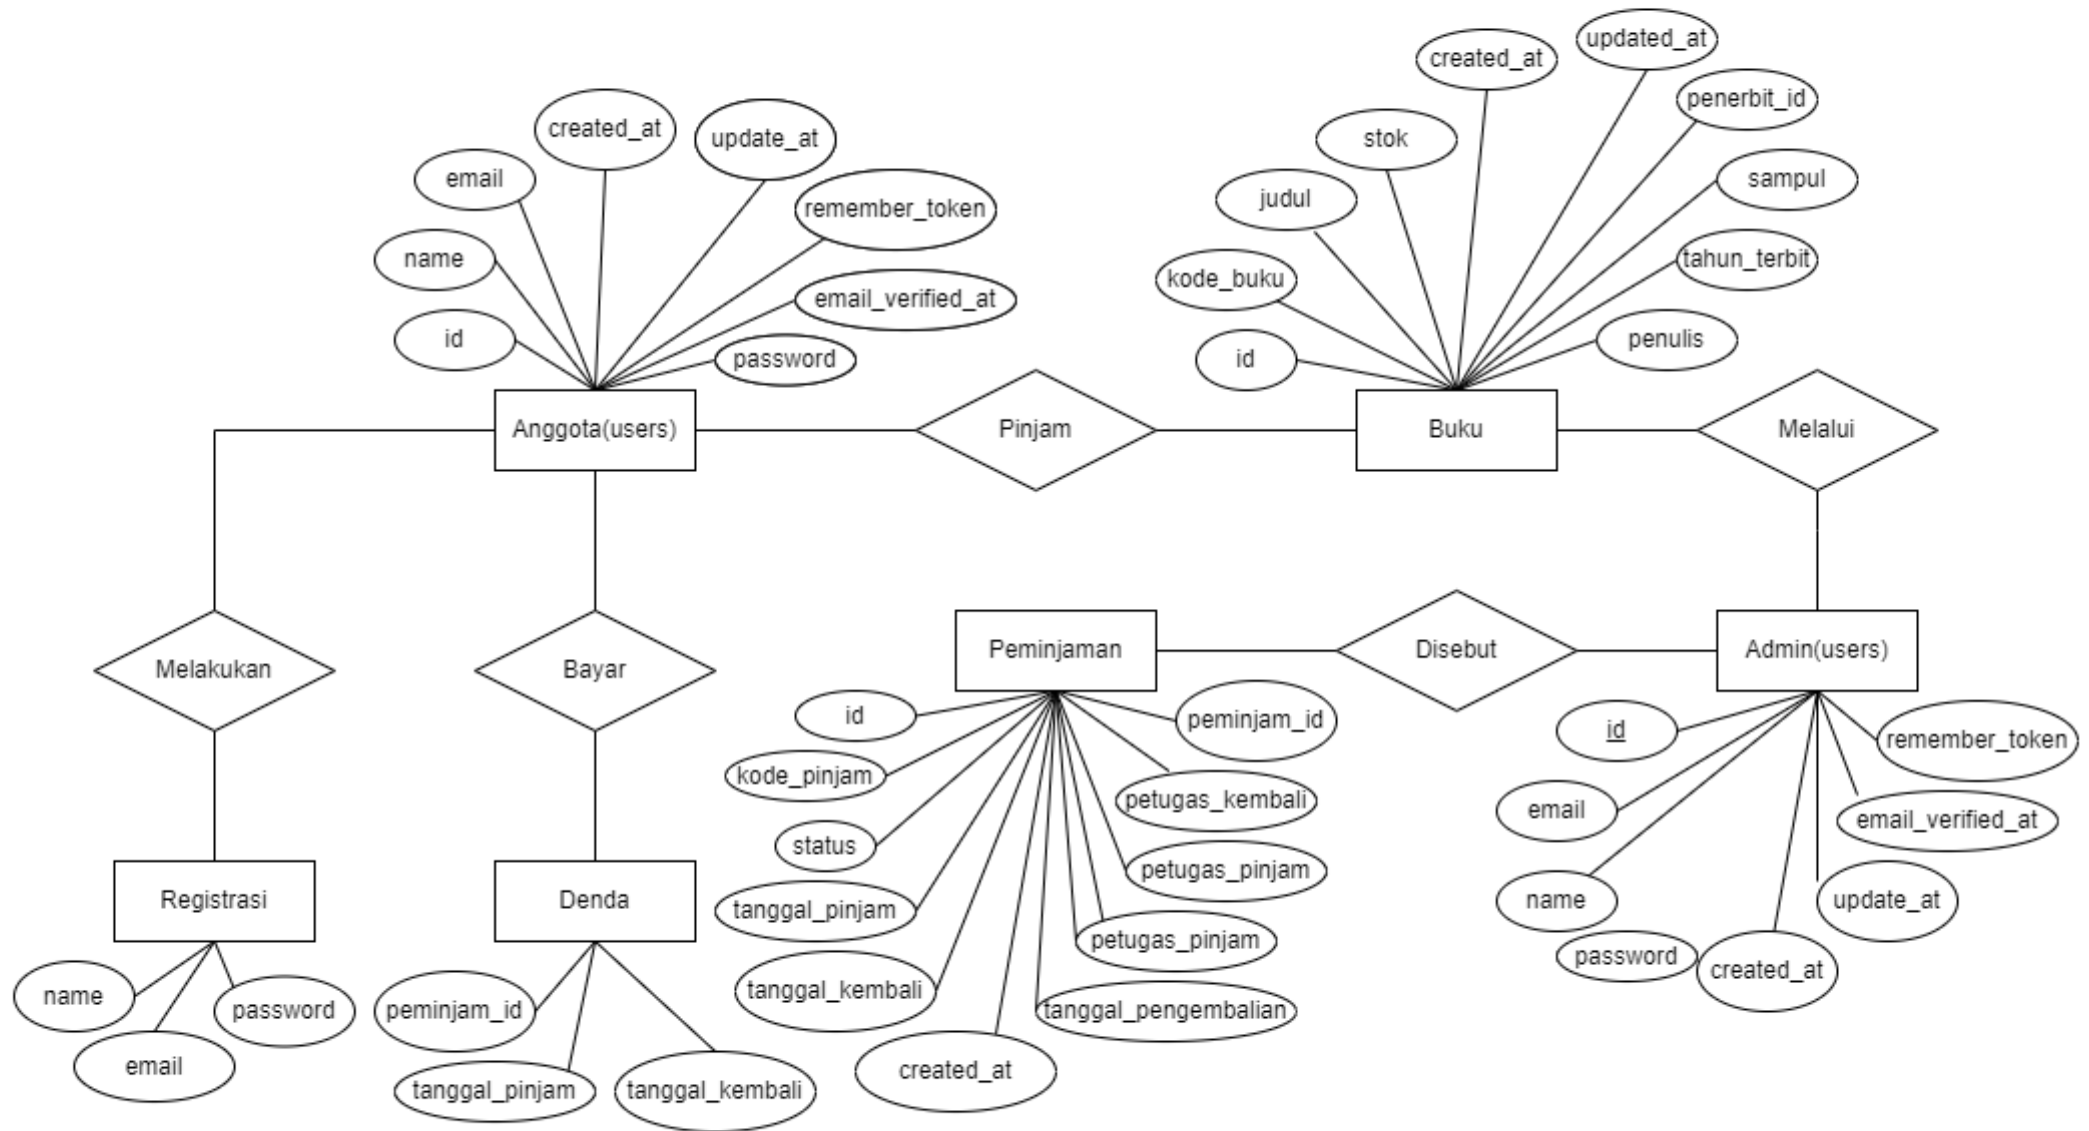 updated_at
created_at
penerbit_id
created_at
update_at
stok
email
sampul
judul
remember_token
name
tahun_terbit
kode_buku
email_verified_at
id
penulis
password
id
Anggota(users)
Pinjam
Buku
Melalui
Melakukan
Bayar
Peminjaman
Disebut
Admin(users)
id
peminjam_id
id
remember_token
kode_pinjam
petugas_kembali
email
email_verified_at
status
petugas_pinjam
name
update_at
Registrasi
Denda
tanggal_pinjam
petugas_pinjam
password
created_at
name
password
peminjam_id
tanggal_kembali
tanggal_pengembalian
email
tanggal_pinjam
tanggal_kembali
created_at